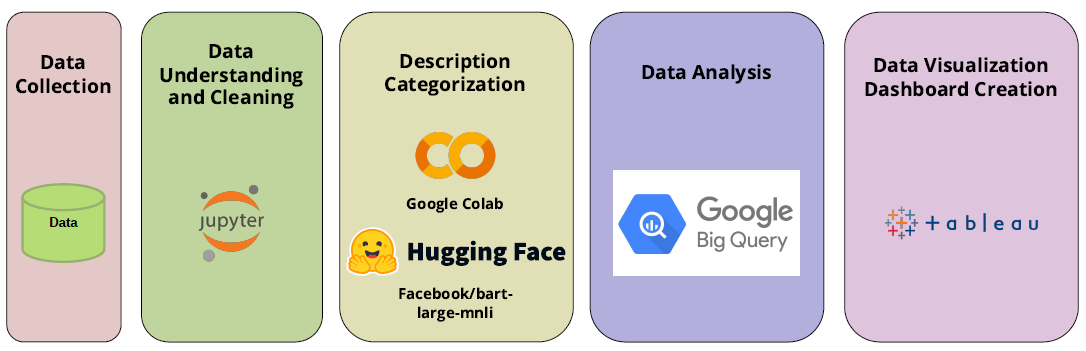 Data
Collection
Data
Data
Understanding
and Cleaning
jupyter
Description
Categorization
Google Colab
Hugging Face
Facebook/bart-
large-mnli
Data Analysis
Google
Big Query
Data Visualization
Dashboard Creation
+ableau